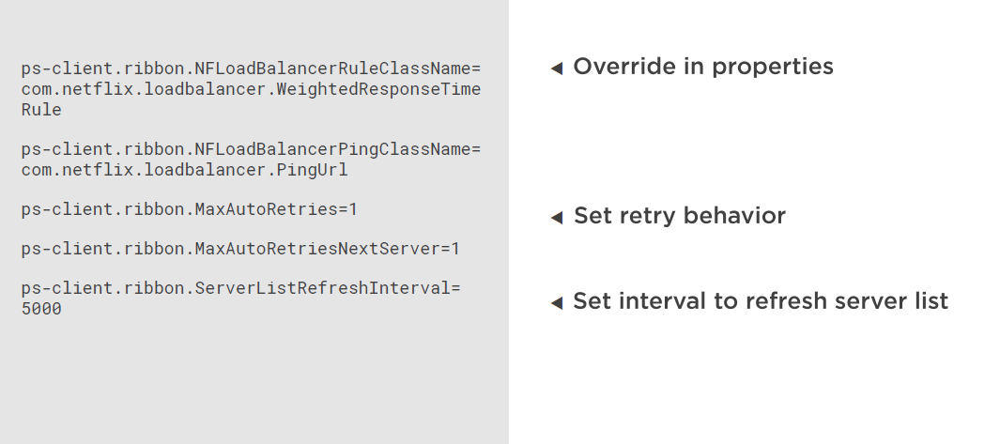 ps-client.ribbon.NFLoadBalancerRuleClassName=
com.netflix.loadbalancer.WeightedResponseTime
Rule
ps-client.ribbon.NFLoadBalancerPingClassName=
com.netflix.loadbalancer.PingUrl
ps-client.ribbon.MaxAutoRetries=1
ps-client.ribbon.MaxAutoRetriesNextServer=1
ps-client.ribbon.ServerListRefreshInterval=
5000
◄ Override in properties
◄ Set retry behavior
◄ Set interval to refresh server list